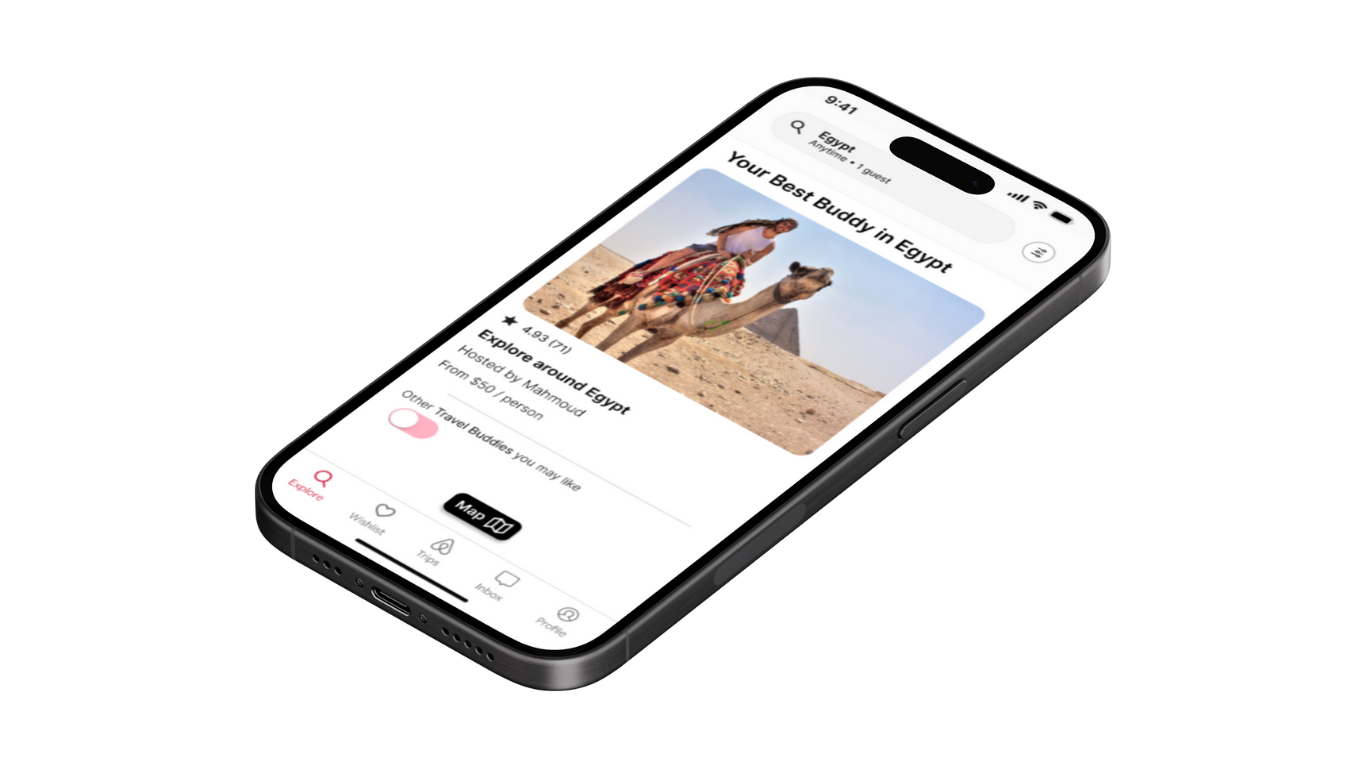 9:41
Egypt
Anytime • 1 guest
Your Best Buddy in Egypt
★ 4.93 (71)
Explore around Egypt
Hosted by Mahmoud
From $50 / person
Other Travel Buddies you may like
Map
Explore
Wishlist
Trips
Inbox
Profile